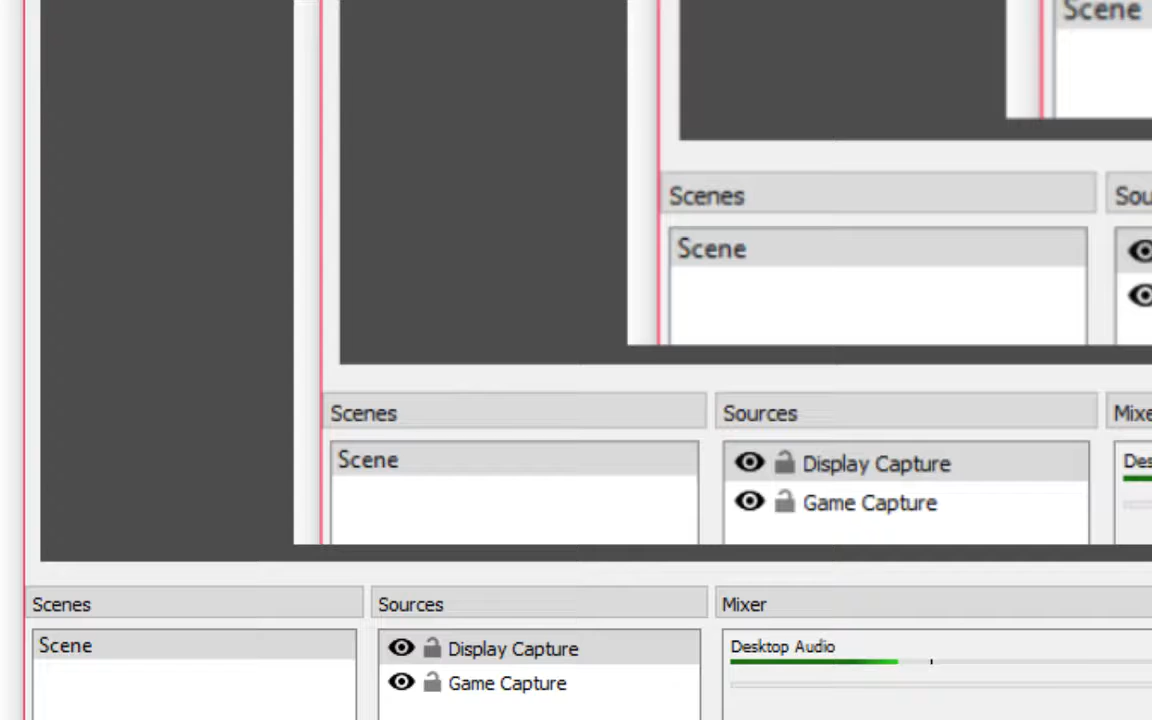 Scene
Scenes
Sou
Scene
Scenes
Sources
Mixe
Scene
Display Capture
Des
Game Capture
Scenes
Sources
Mixer
Scene
Display Capture
Desktop Audio
Game Capture